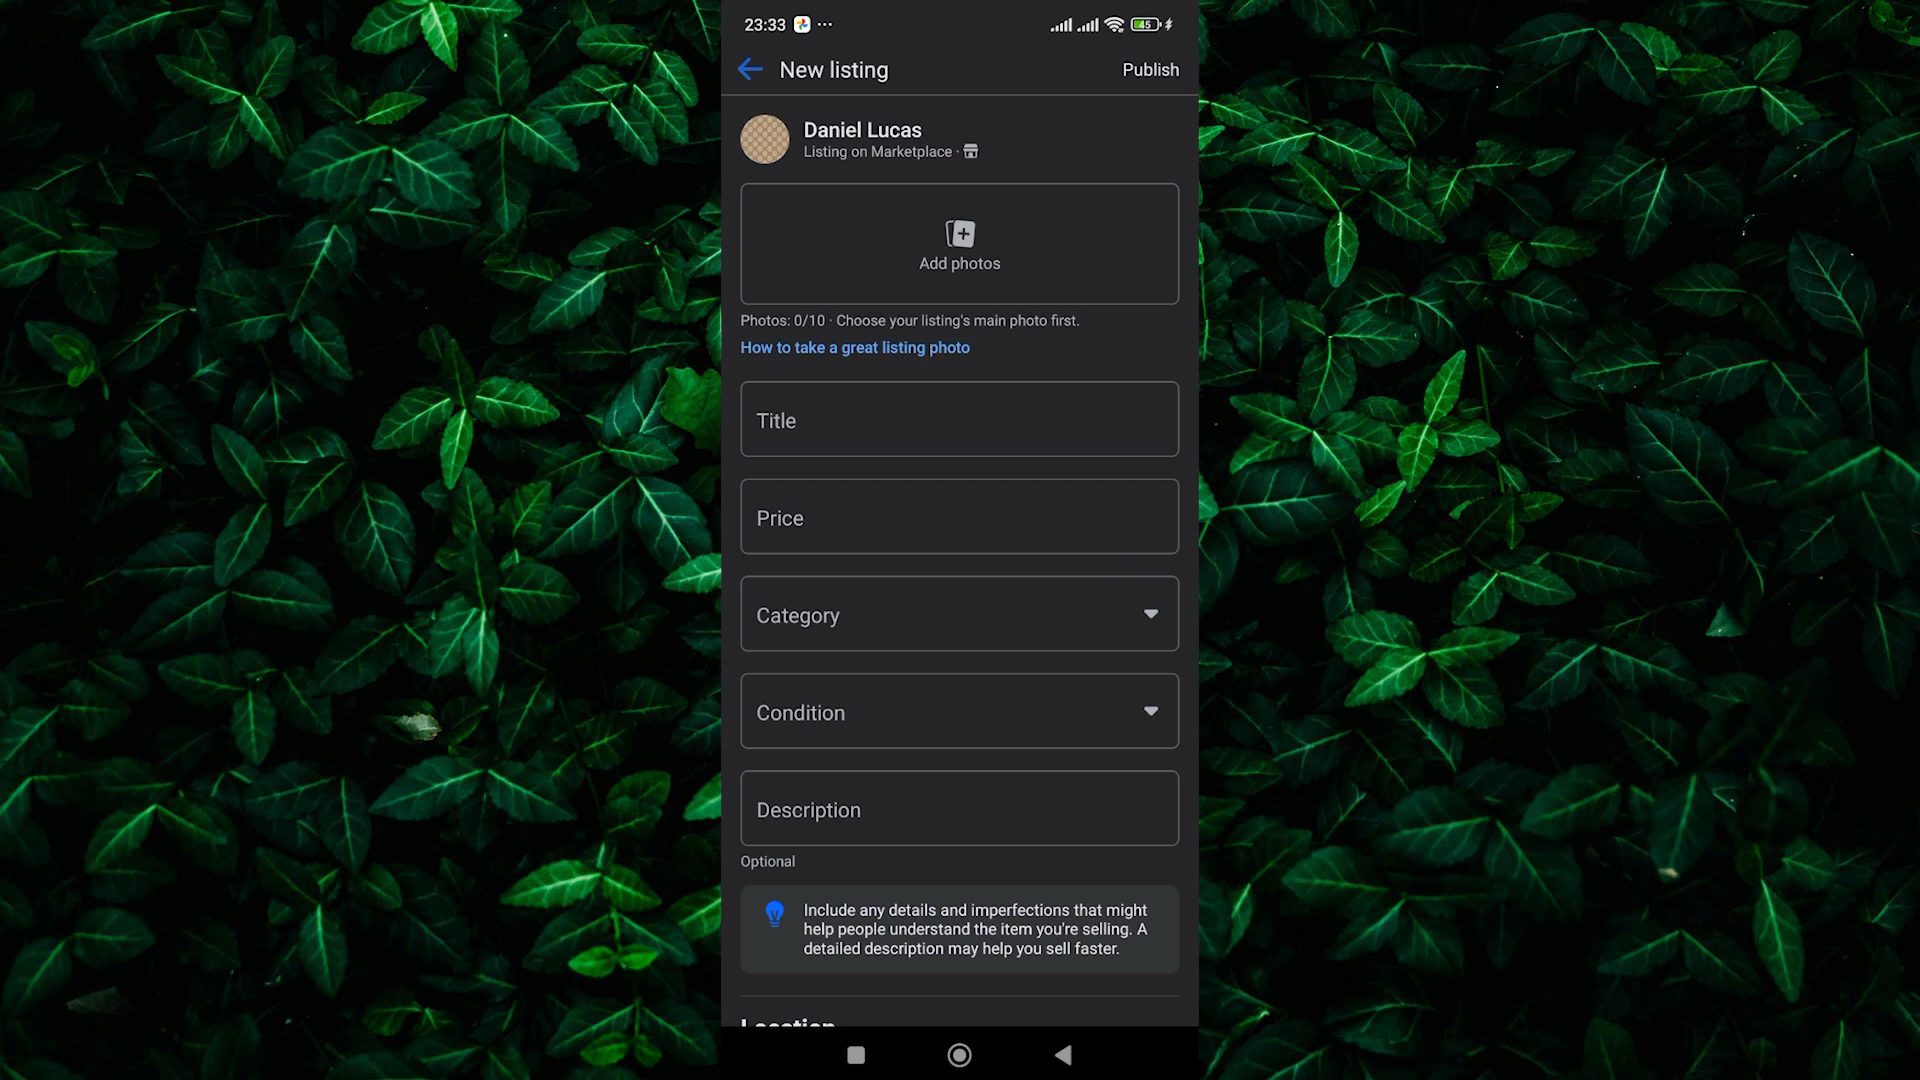 23:33
45
New listing
Publish
Daniel Lucas
Listing on Marketplace ·
Add photos
Photos: 0/10 · Choose your listing's main photo first.
How to take a great listing photo
Title
Price
Category
Condition
Description
Optional
Include any details and imperfections that might
help people understand the item you're selling. A
detailed description may help you sell faster.
Location